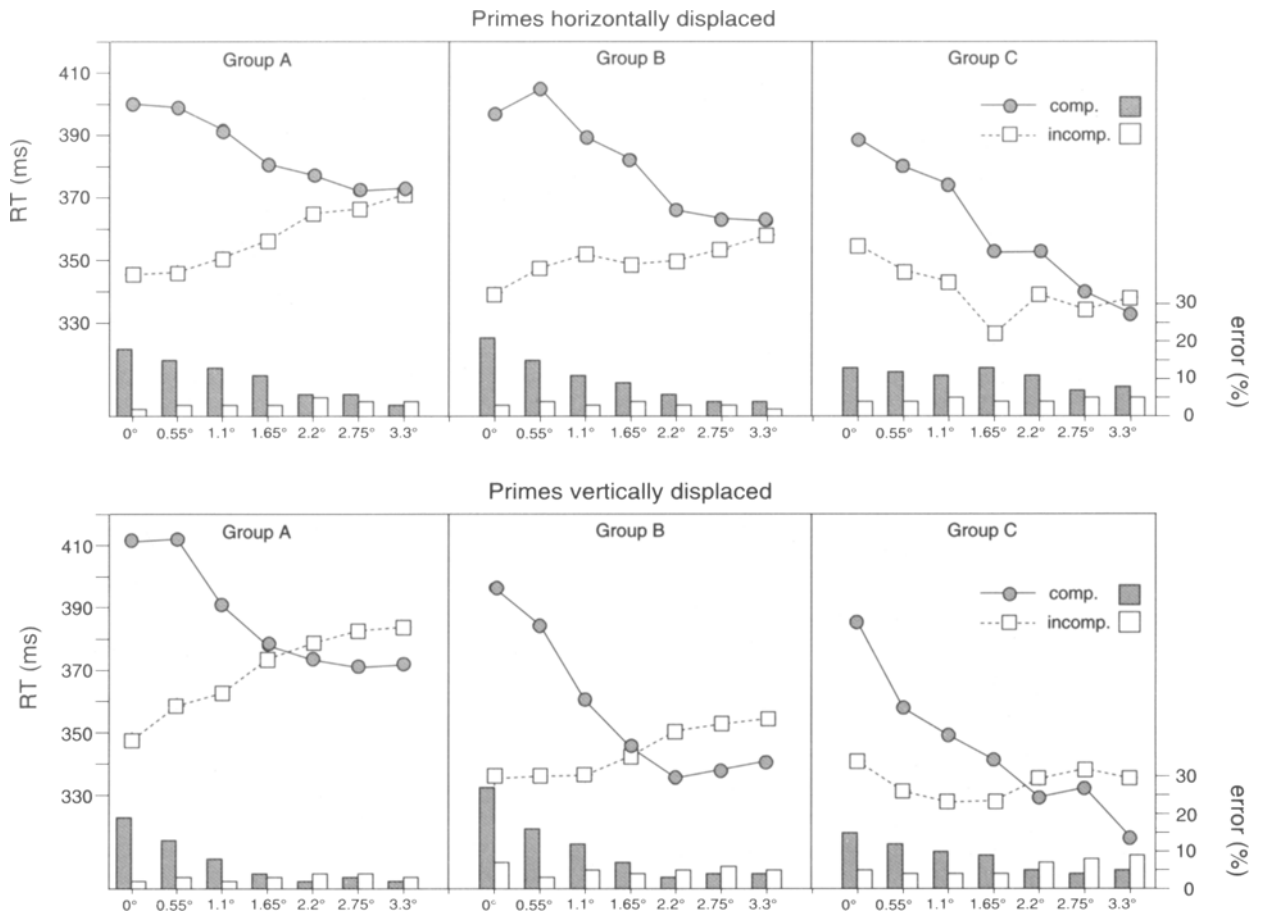 Primes horizontally displaced
Group A Group B Group C
RT (ms)
410
390
370
350
330
comp.
incomp.
30
20
10
0
error (%)
0° 0.55° 1.1° 1.65° 2.2° 2.75° 3.3° 0° 0.55° 1.1° 1.65° 2.2° 2.75° 3.3° 0° 0.55° 1.1° 1.65° 2.2° 2.75° 3.3°
Primes vertically displaced
Group A Group B Group C
RT (ms)
410
390
370
350
330
comp.
incomp.
30
20
10
0
error (%)
0° 0.55° 1.1° 1.65° 2.2° 2.75° 3.3° 0° 0.55° 1.1° 1.65° 2.2° 2.75° 3.3° 0° 0.55° 1.1° 1.65° 2.2° 2.75° 3.3°